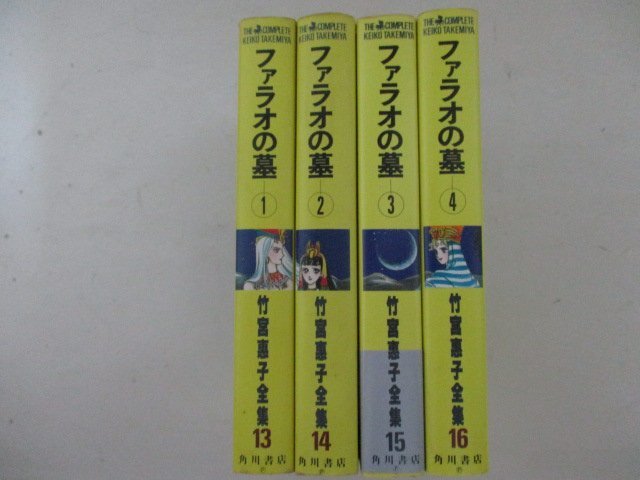 THE COMPLETE
KEIKO TAKEMIYA
ファラオの墓
1
竹宮惠子全集
13
角川書店
THE COMPLETE
KEIKO TAKEMIYA
ファラオの墓
2
竹宮惠子全集
14
角川書店
THE COMPLETE
KEIKO TAKEMIYA
ファラオの墓
3
竹宮惠子全集
15
角川書店
THE COMPLETE
KEIKO TAKEMIYA
ファラオの墓
4
竹宮惠子全集
16
角川書店